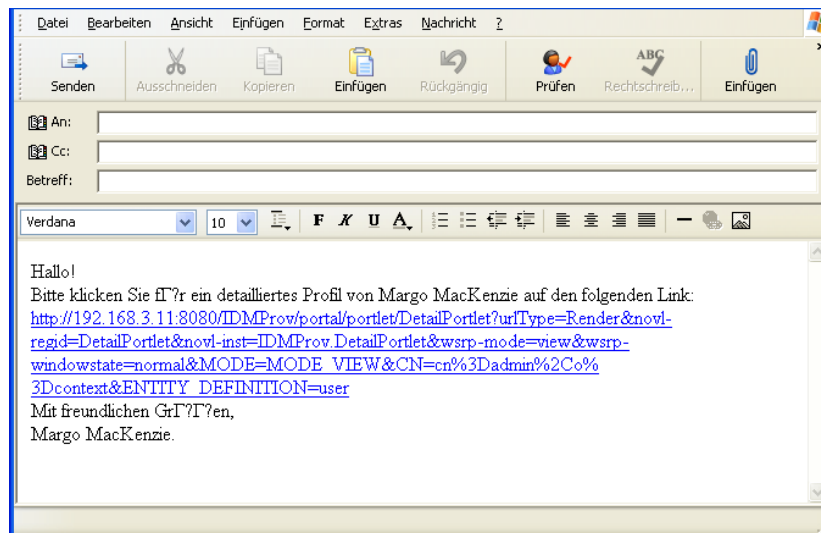 Datei Bearbeiten Ansicht Einfügen Format Extras Nachricht ?
Senden Ausschneiden Kopieren Einfügen Rückgängig Prüfen Rechtschreib... Einfügen
An:
Cc:
Betreff:
Verdana 10 F K U A
Hallo!
Bitte klicken Sie fΓ?r ein detailliertes Profil von Margo MacKenzie auf den folgenden Link:
http://192.168.3.11:8080/IDMProv/portal/portlet/DetailPortlet?urlType=Render&novl-
regid=DetailPortlet&novl-inst=IDMProv.DetailPortlet&wsrp-mode=view&wsrp-
windowstate=normal&MODE=MODE_VIEW&CN=cn%3Dadmin%2Co%
3Dcontext&ENTITY_DEFINITION=user
Mit freundlichen GrΓ?Γ?en,
Margo MacKenzie.